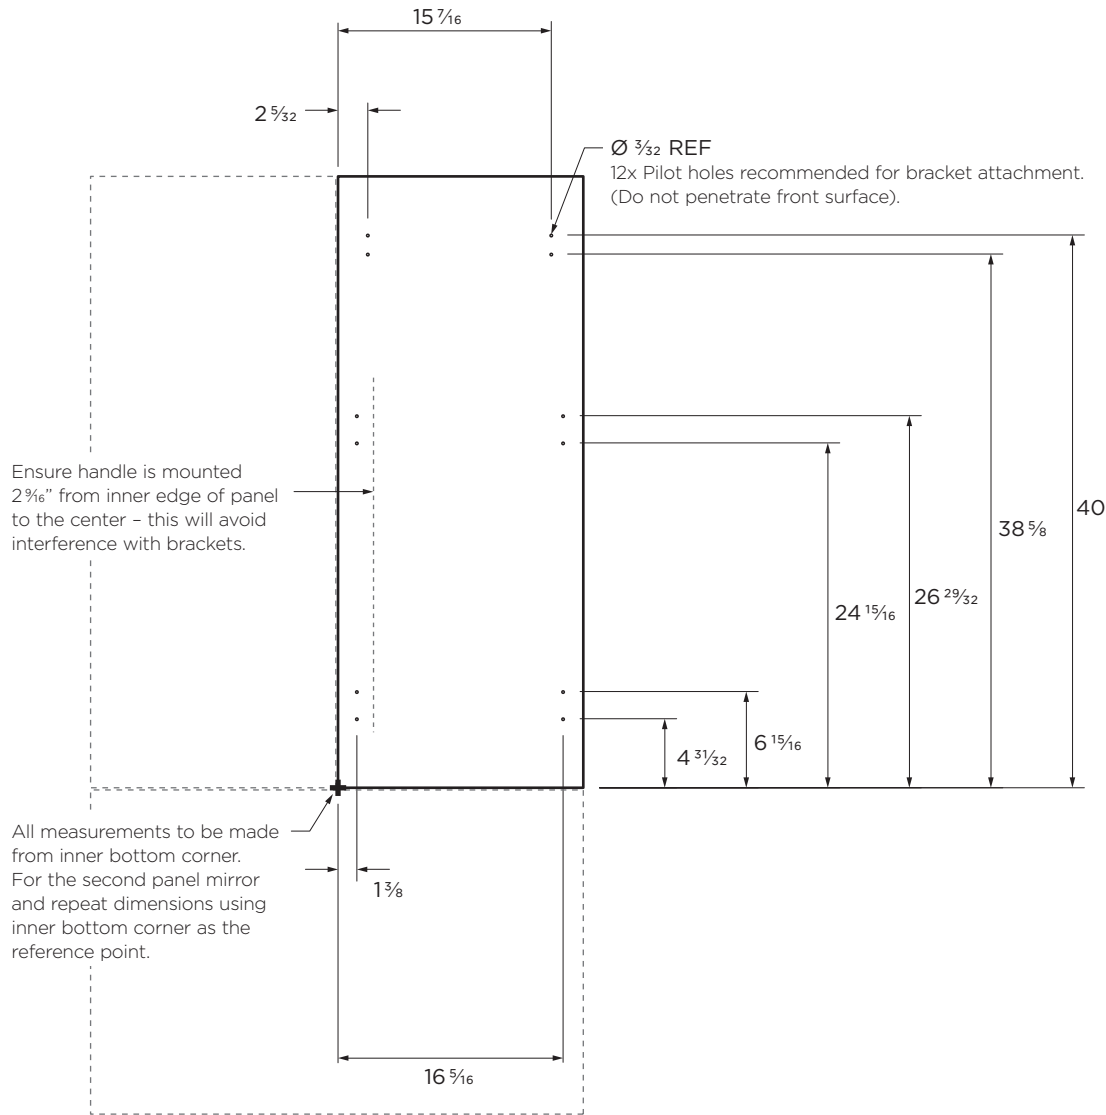 15 7/16
2 5/32
Ø 3/32 REF
12x Pilot holes recommended for bracket attachment.
(Do not penetrate front surface).
Ensure handle is mounted
2 9/16” from inner edge of panel
to the center – this will avoid
interference with brackets.
40
38 5/8
26 29/32
24 15/16
6 15/16
4 31/32
All measurements to be made
from inner bottom corner.
For the second panel mirror
and repeat dimensions using
inner bottom corner as the
reference point.
1 3/8
16 5/16